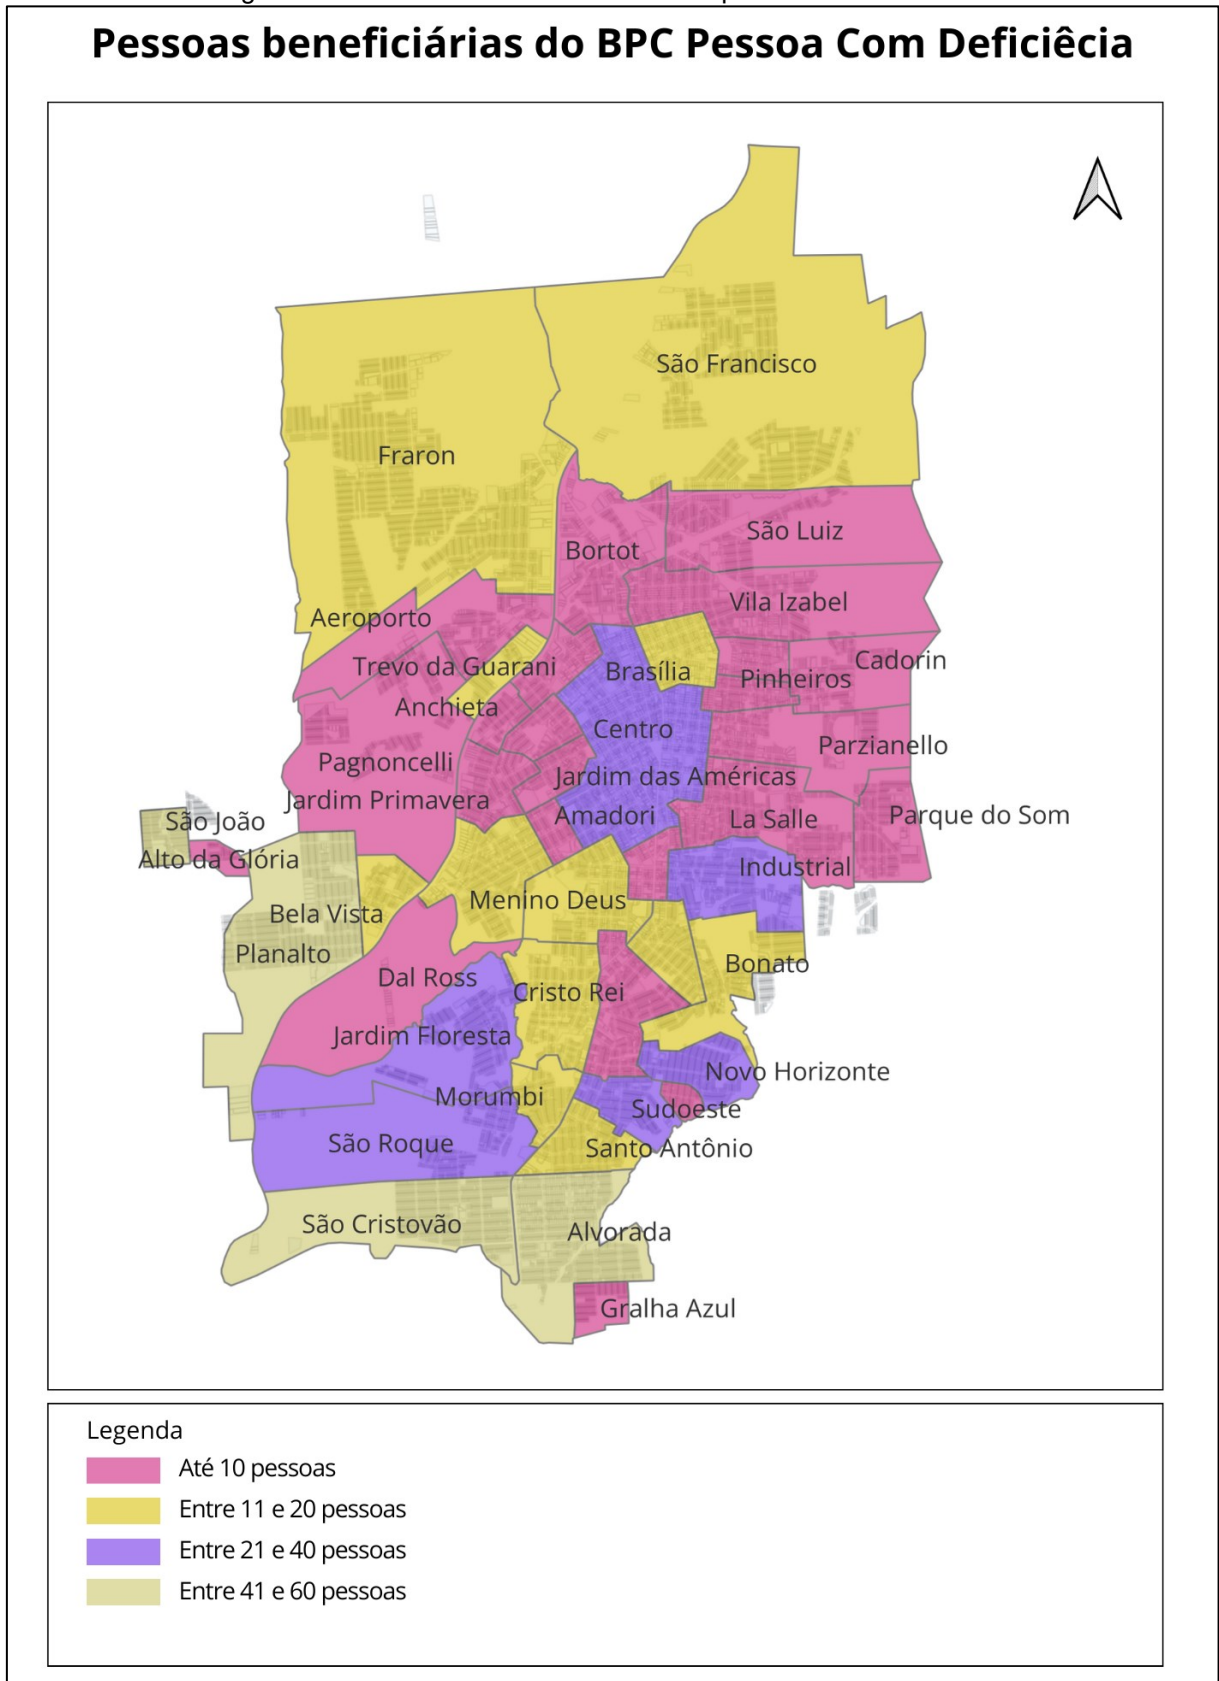 Pessoas beneficiárias do BPC Pessoa Com Deficiêcia
São Francisco
Fraron
São Luiz
Bortot
Vila Izabel
Aeroporto
Cadorin
Trevo da Guarani
Brasília
Pinheiros
Anchieta
Centro
Parzianello
Pagnoncelli
Jardim das Américas
Jardim Primavera
Amadori
La Salle
Parque do Som
São João
Alto da Glória
Industrial
Menino Deus
Bela Vista
Planalto
Bonato
Dal Ross
Cristo Rei
Jardim Floresta
Novo Horizonte
Morumbi
Sudoeste
São Roque
Santo Antônio
São Cristovão
Alvorada
Gralha Azul
Legenda
Até 10 pessoas
Entre 11 e 20 pessoas
Entre 21 e 40 pessoas
Entre 41 e 60 pessoas